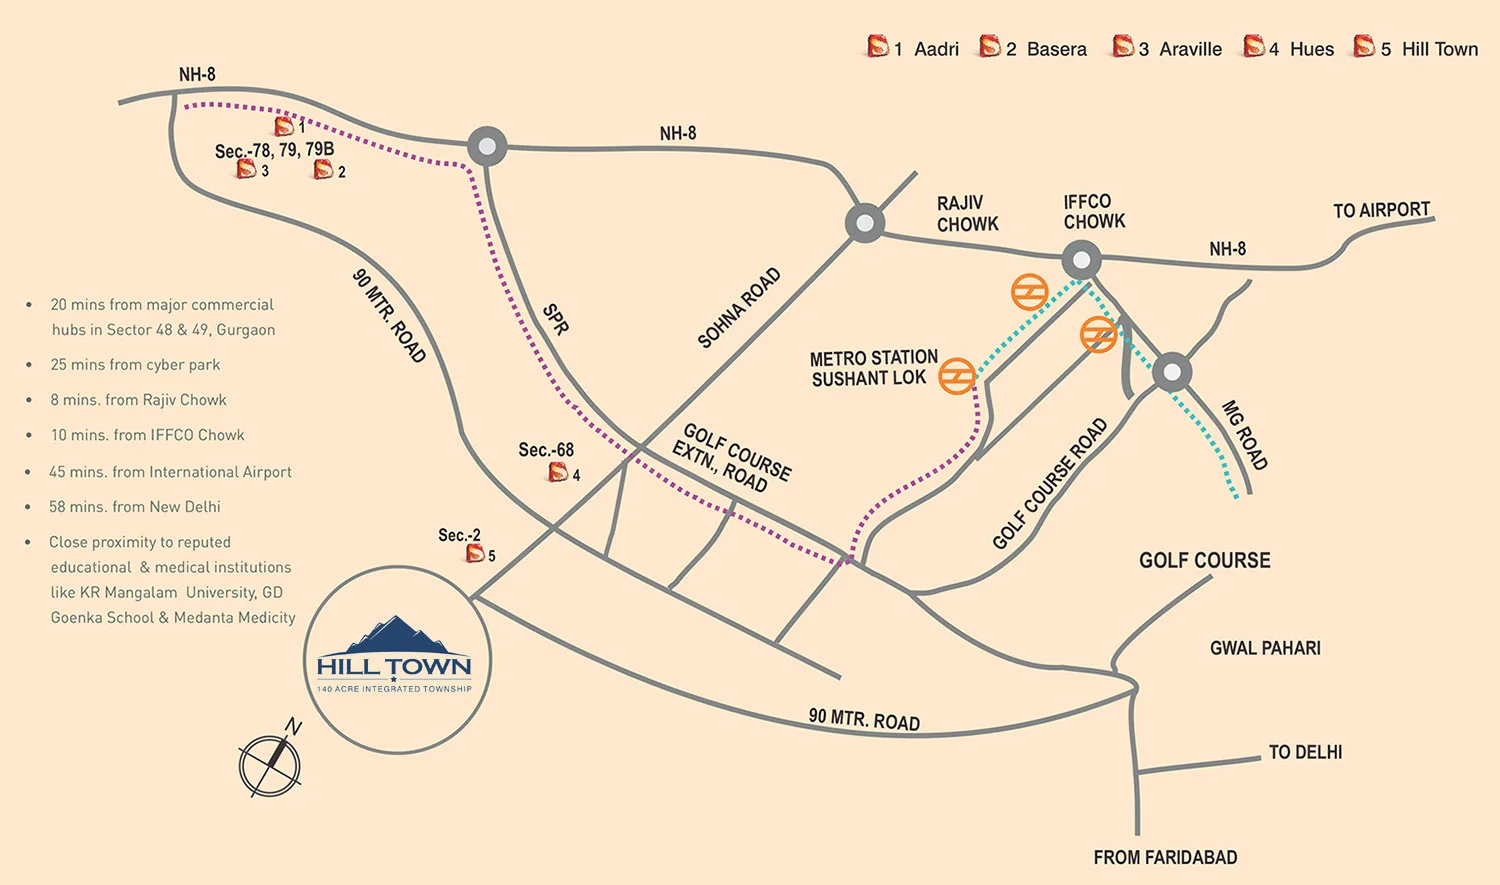 1 Aadri
2 Basera
3 Araville
4 Hues
5 Hill Town
NH-8
1
Sec.-78, 79, 79B
3
2
NH-8
RAJIV
CHOWK
IFFCO
CHOWK
TO AIRPORT
NH-8
90 MTR. ROAD
SPR
SOHNA ROAD
METRO STATION
SUSHANT LOK
MG ROAD
GOLF COURSE ROAD
GOLF COURSE
EXTN., ROAD
Sec.-68
4
Sec.-2
5
• 20 mins from major commercial
hubs in Sector 48 & 49, Gurgaon
• 25 mins from cyber park
• 8 mins. from Rajiv Chowk
• 10 mins. from IFFCO Chowk
• 45 mins. from International Airport
• 58 mins. from New Delhi
• Close proximity to reputed
educational & medical institutions
like KR Mangalam University, GD
Goenka School & Medanta Medicity
HILL TOWN
140 ACRE INTEGRATED TOWNSHIP
N
GOLF COURSE
GWAL PAHARI
90 MTR. ROAD
TO DELHI
FROM FARIDABAD